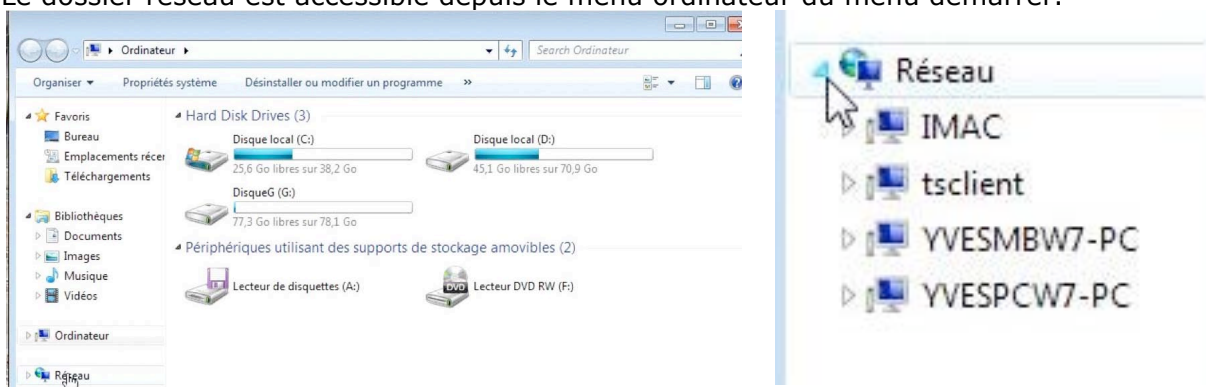 Le dossier réseau est accessible depuis le menu ordinateur du menu démarrer.
Ordinateur
Search Ordinateur
Organiser
Propriétés système
Désinstaller ou modifier un programme
»
Favoris
Bureau
Emplacements récer
Téléchargements
Bibliothèques
Documents
Images
Musique
Vidéos
Ordinateur
Réseau
Hard Disk Drives (3)
Disque local (C:)
25,6 Go libres sur 38,2 Go
Disque local (D:)
45,1 Go libres sur 70,9 Go
DisqueG (G:)
77,3 Go libres sur 78,1 Go
Périphériques utilisant des supports de stockage amovibles (2)
Lecteur de disquettes (A:)
DVD
Lecteur DVD RW (F:)
Réseau
IMAC
tsclient
YVESMBW7-PC
YVESPCW7-PC